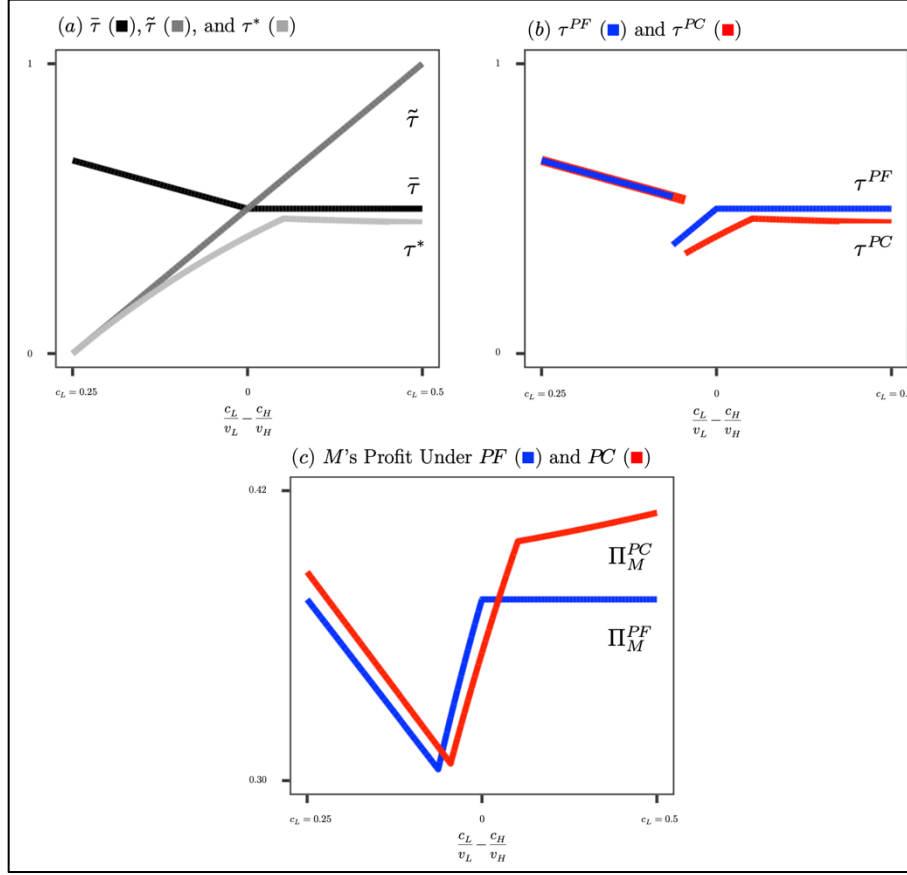 (a) τ̄ (■), τ̃ (■), and τ* (■)
1
τ̃
τ̄
τ*
0
c_L = 0.25
0
c_L = 0.5
c_L/v_L − c_H/v_H
(b) τ^PF (■) and τ^PC (■)
1
τ^PF
τ^PC
0
c_L = 0.25
0
c_L = 0.
c_L/v_L − c_H/v_H
(c) M's Profit Under PF (■) and PC (■)
0.42
Π_M^PC
Π_M^PF
0.30
c_L = 0.25
0
c_L = 0.5
c_L/v_L − c_H/v_H